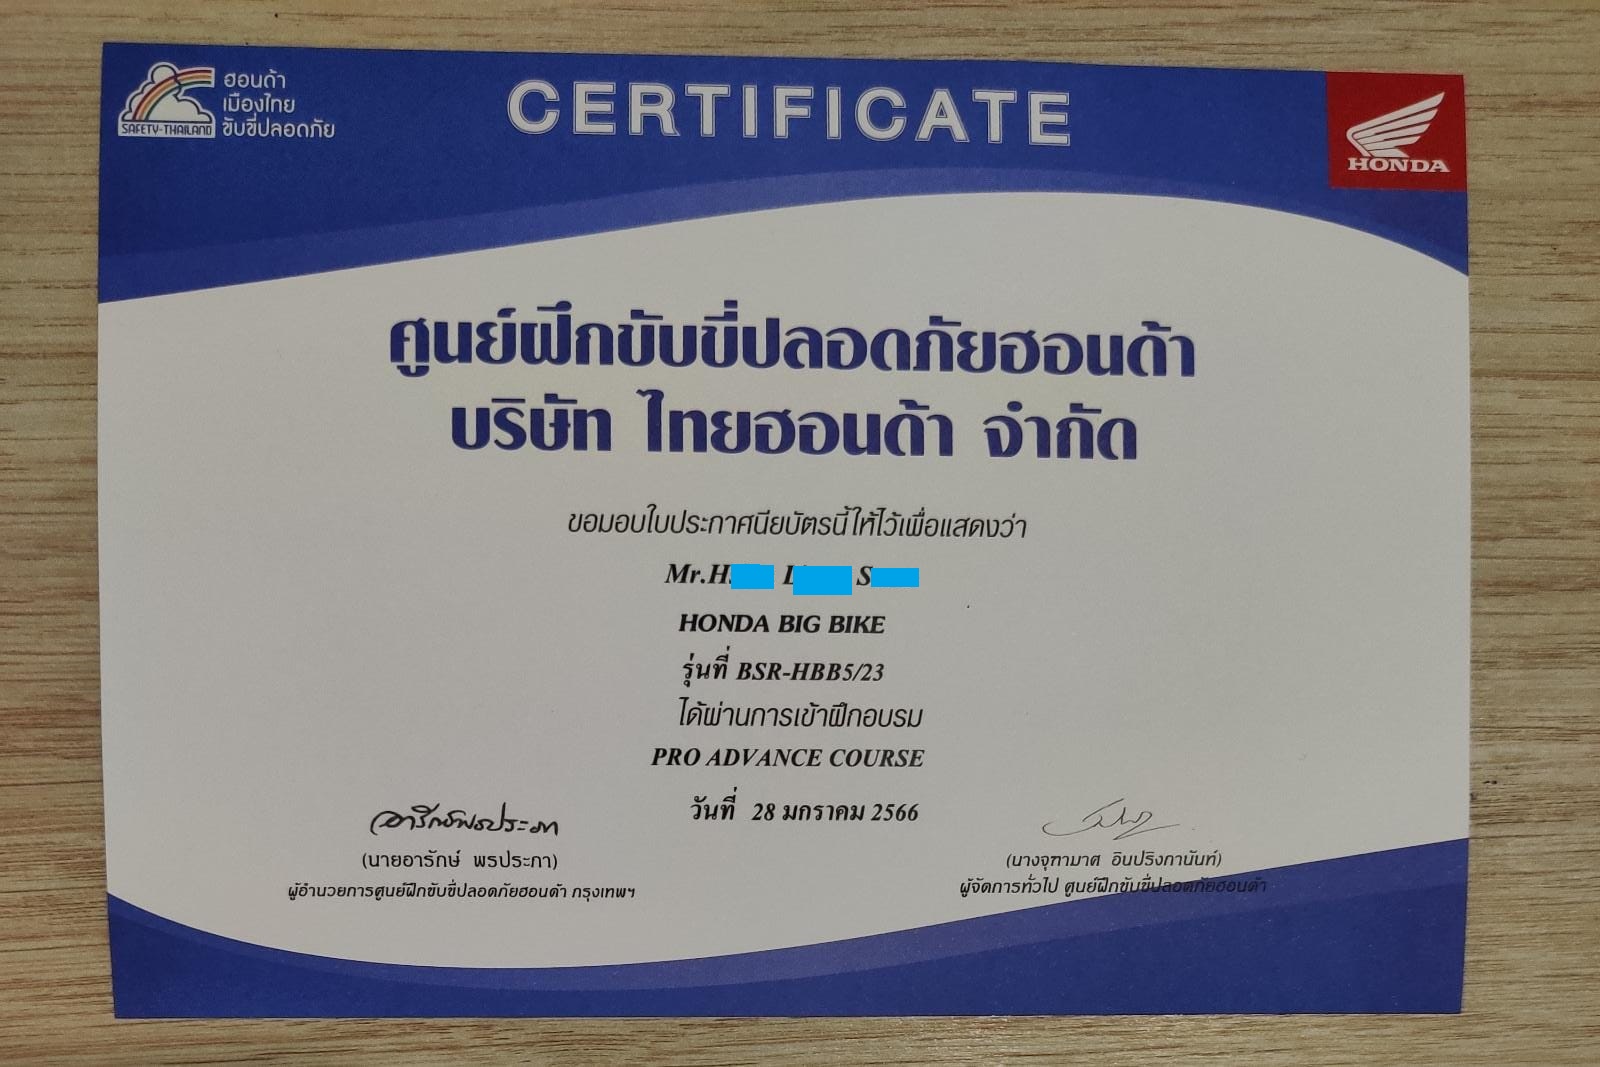 ฮอนด้า
เมืองไทย
ขับขี่ปลอดภัย
SAFETY-THAILAND
CERTIFICATE
HONDA
ศูนย์ฝึกขับขี่ปลอดภัยฮอนด้า
บริษัท ไทยฮอนด้า จำกัด
ขอมอบใบประกาศนียบัตรนี้ให้ไว้เพื่อแสดงว่า
Mr.H
HONDA BIG BIKE
รุ่นที่ BSR-HBB5/23
ได้ผ่านการเข้าฝึกอบรม
PRO ADVANCE COURSE
วันที่ 28 มกราคม 2566
(นายอารักษ์ พรประภา)
ผู้อำนวยการศูนย์ฝึกขับขี่ปลอดภัยฮอนด้า กรุงเทพฯ
(นางจุฑามาศ อินปริงกานันท์)
ผู้จัดการทั่วไป ศูนย์ฝึกขับขี่ปลอดภัยฮอนด้า